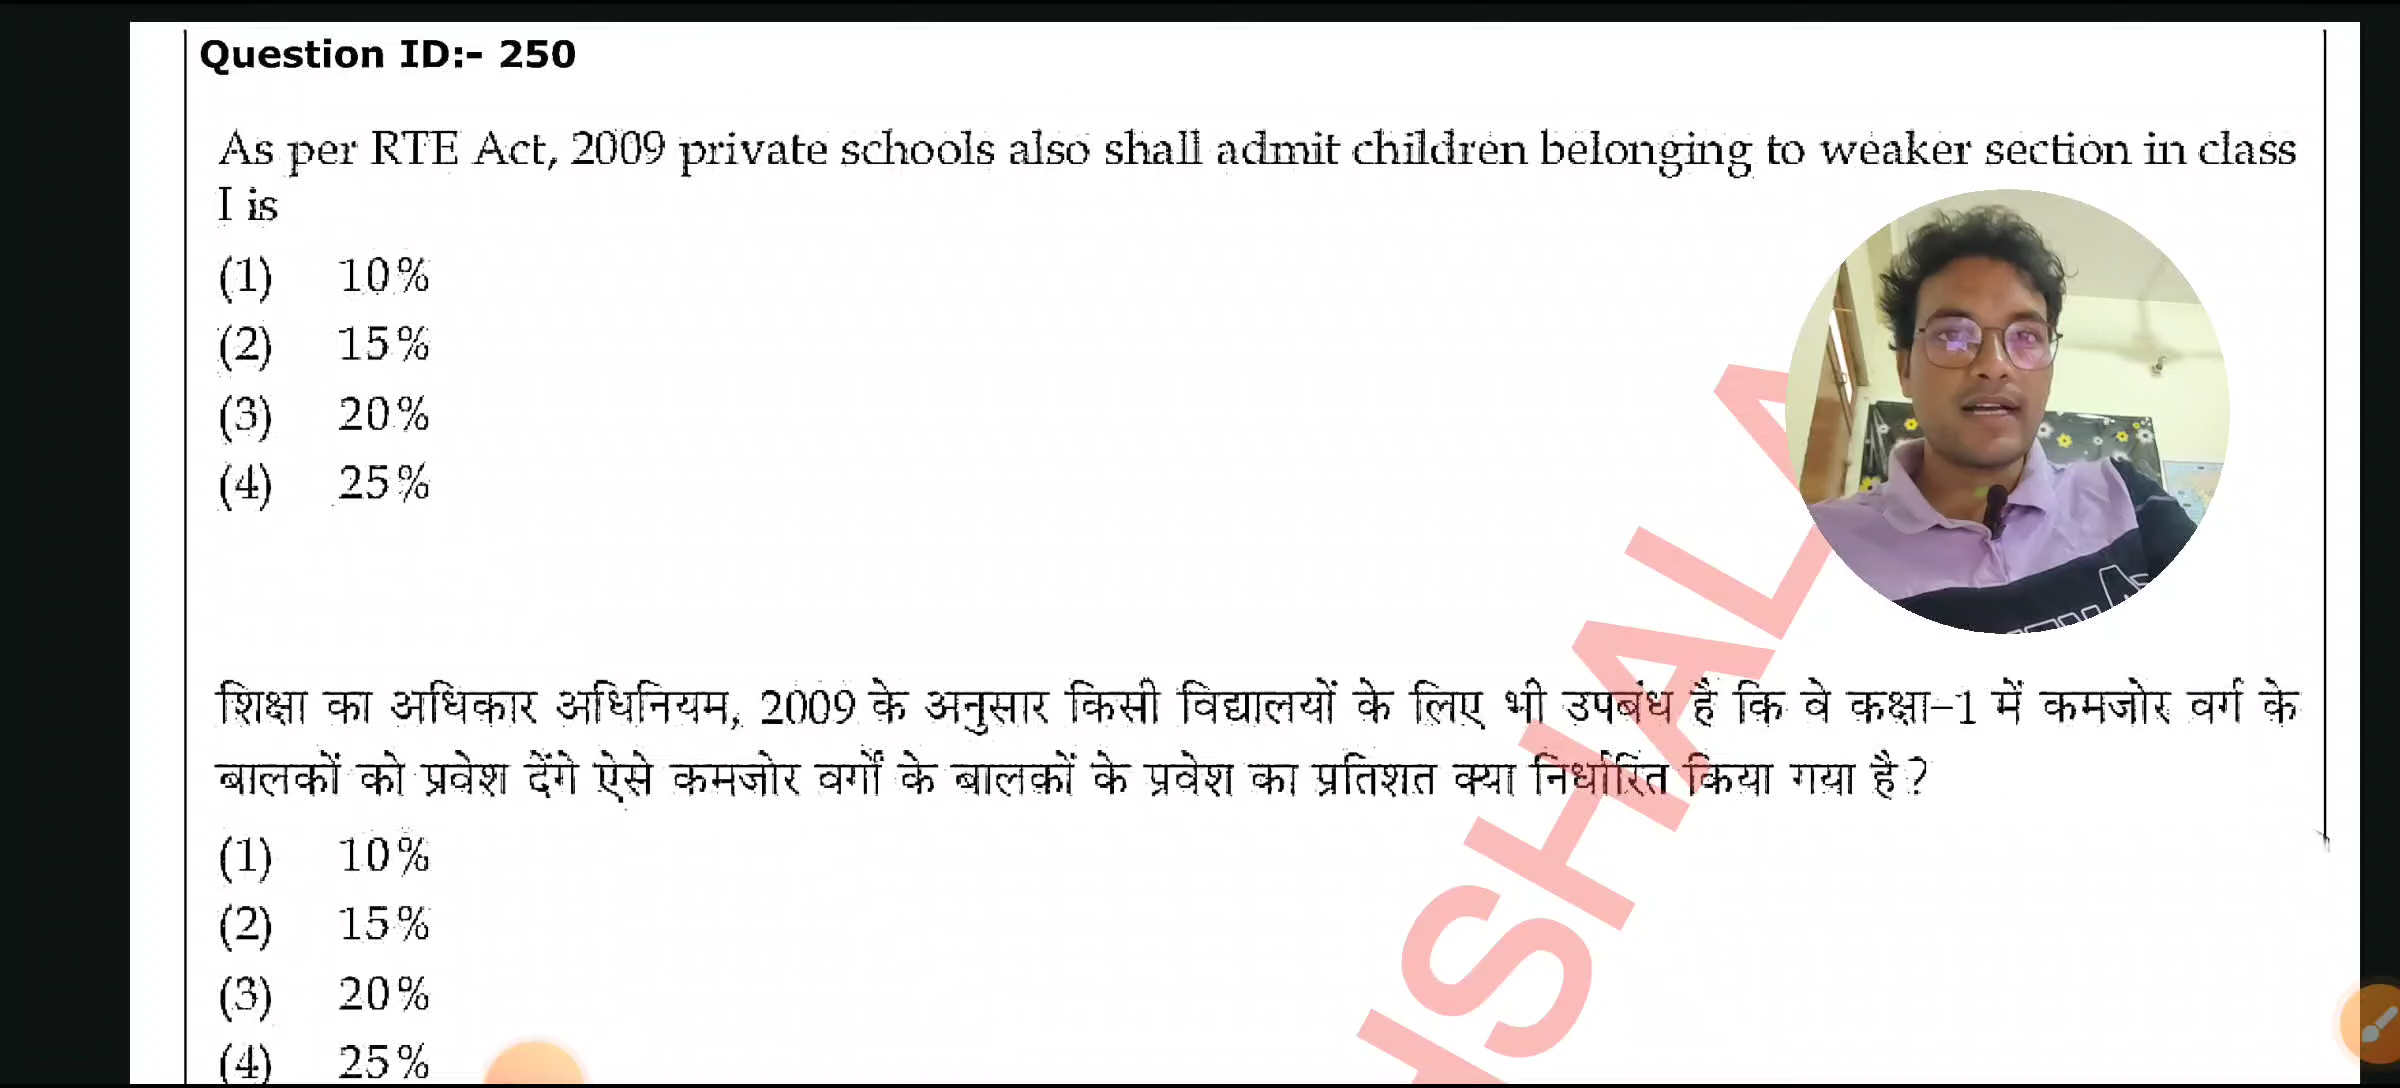 Question ID:- 250
As per RTE Act, 2009 private schools also shall admit children belonging to weaker section in class
I is
(1) 10%
(2) 15%
(3) 20%
(4) 25%
शिक्षा का अधिकार अधिनियम, 2009 के अनुसार किसी विद्यालयों के लिए भी उपबंध है कि वे कक्षा-1 में कमजोर वर्ग के
बालकों को प्रवेश देंगे ऐसे कमजोर वर्गों के बालकों के प्रवेश का प्रतिशत क्या निर्धारित किया गया है ?
(1) 10%
(2) 15%
(3) 20%
(4) 25%